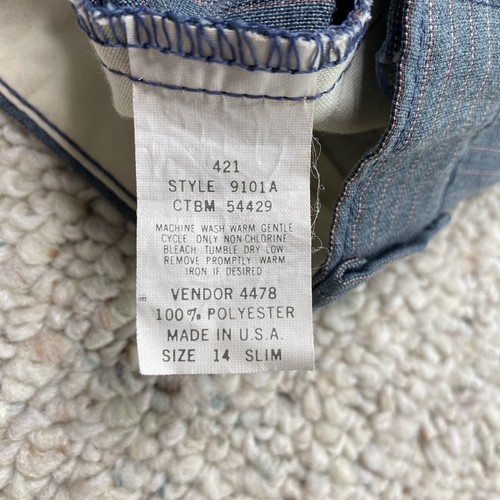 421
STYLE 9101A
CTBM 54429
MACHINE WASH WARM GENTLE
CYCLE ONLY NON CHLORINE
BLEACH TUMBLE DRY LOW
REMOVE PROMPTLY WARM
IRON IF DESIRED
VENDOR 4478
100% POLYESTER
MADE IN U.S.A.
SIZE 14 SLIM